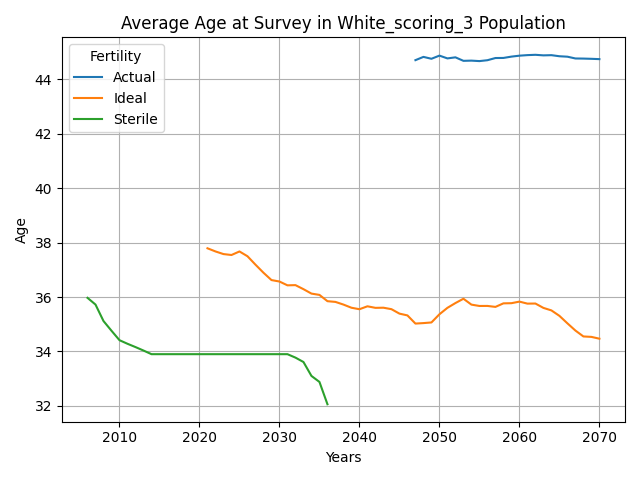 Average Age at Survey in White_scoring_3 Population
Fertility
Actual
Ideal
Sterile
Age
44
42
40
38
36
34
32
2010 2020 2030 2040 2050 2060 2070
Years